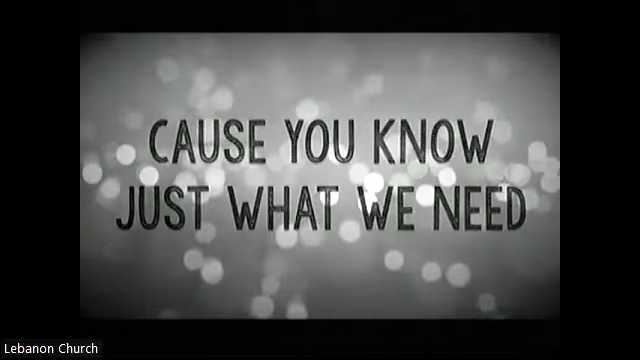 CAUSE YOU KNOW
JUST WHAT WE NEED
Lebanon Church